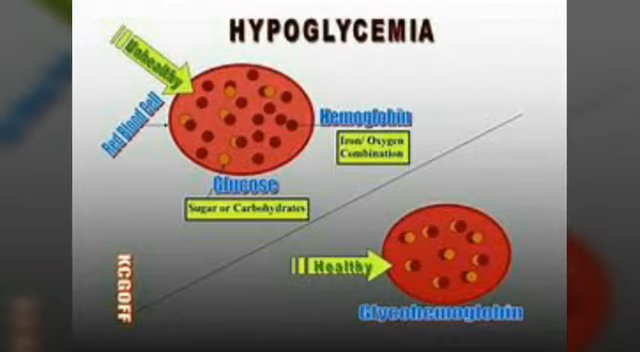 HYPOGLYCEMIA
Unhealthy
Red Blood Cell
Hemoglobin
Iron/ Oxygen
Combination
Glucose
Sugar or Carbohydrates
Healthy
KCGOFF
Glycohemoglobin